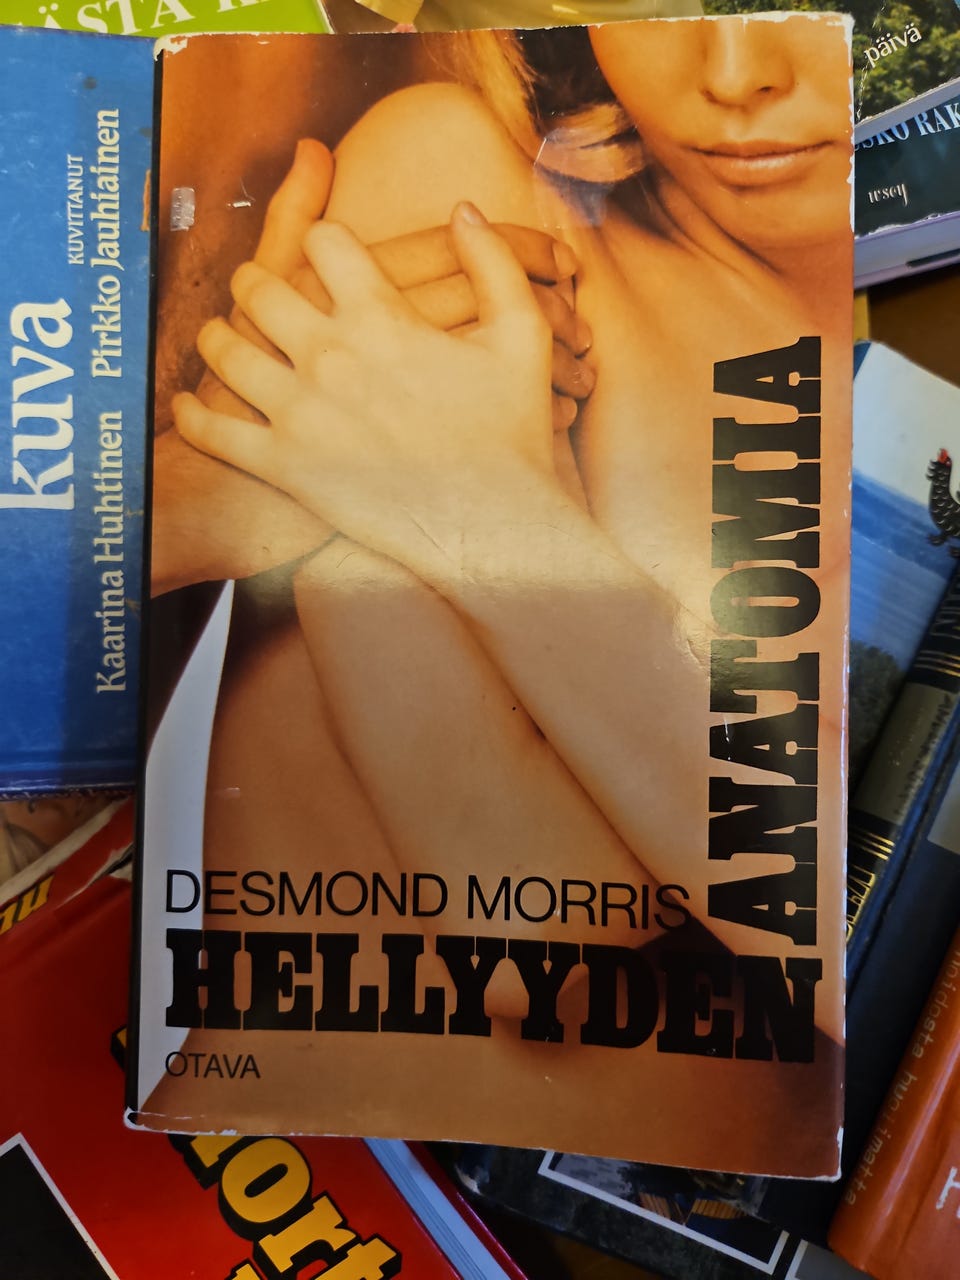 päivä
kuva
KUVITTANUT
Kaarina Huhtinen Pirkko Jauhiainen
DESMOND MORRIS
HELLYYDEN
ANATOMIA
OTAVA